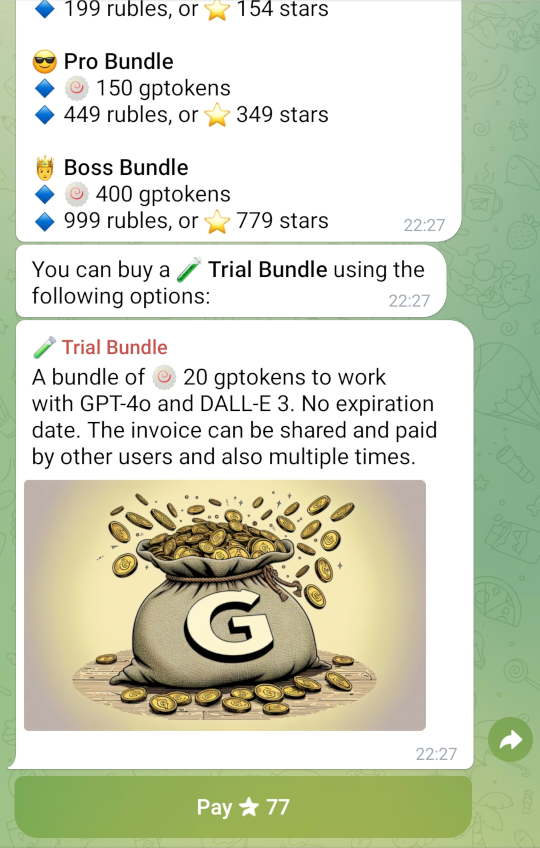 199 rubles, or ⭐ 154 stars
😎 Pro Bundle
🔹 🍥 150 gptokens
🔹 449 rubles, or ⭐ 349 stars
🤴 Boss Bundle
🔹 🍥 400 gptokens
🔹 999 rubles, or ⭐ 779 stars
22:27
You can buy a 🧪 Trial Bundle using the
following options:
22:27
🧪 Trial Bundle
A bundle of 🍥 20 gptokens to work
with GPT-4o and DALL-E 3. No expiration
date. The invoice can be shared and paid
by other users and also multiple times.
G
22:27
Pay ⭐ 77